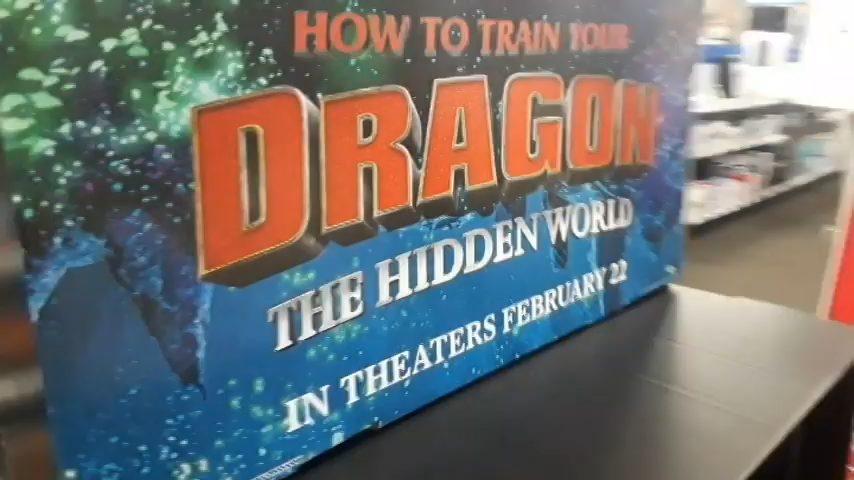 HOW TO TRAIN YOUR
DRAGON
THE HIDDEN WORLD
IN THEATERS FEBRUARY 22